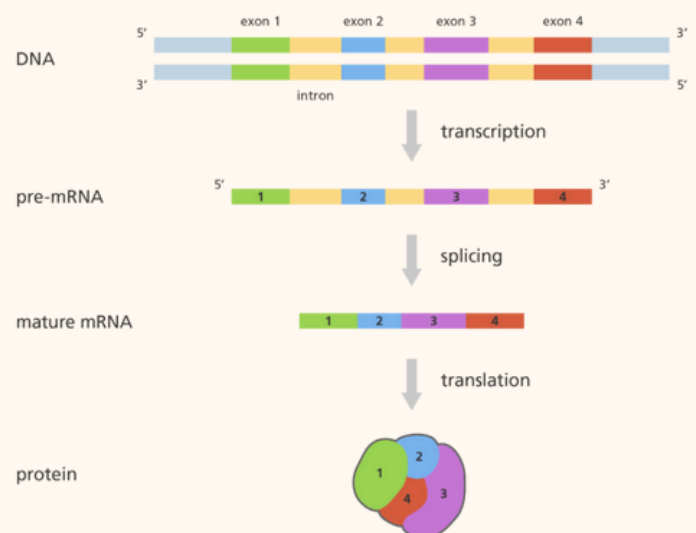 exon 1 exon 2 exon 3 exon 4
5′ 3′
DNA
3′ 5′
intron
transcription
5′ 3′
pre-mRNA 1 2 3 4
splicing
mature mRNA 1 2 3 4
translation
2
protein 1 3
4